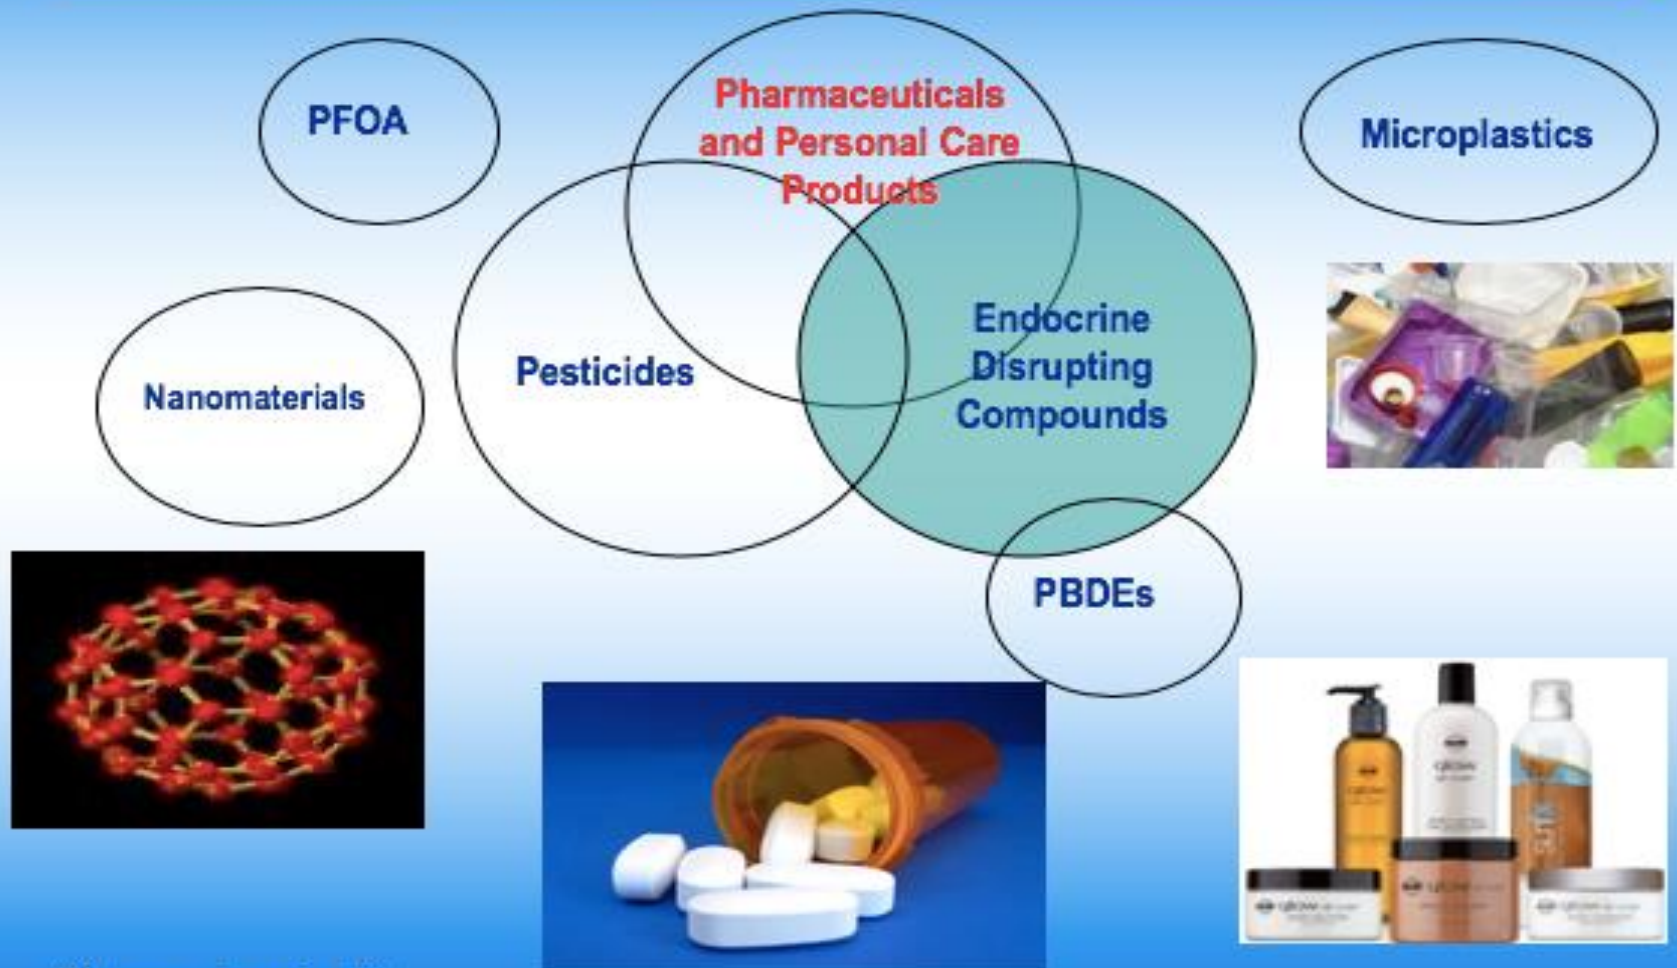 PFOA
Pharmaceuticals
and Personal Care
Products
Microplastics
Nanomaterials
Pesticides
Endocrine
Disrupting
Compounds
PBDEs